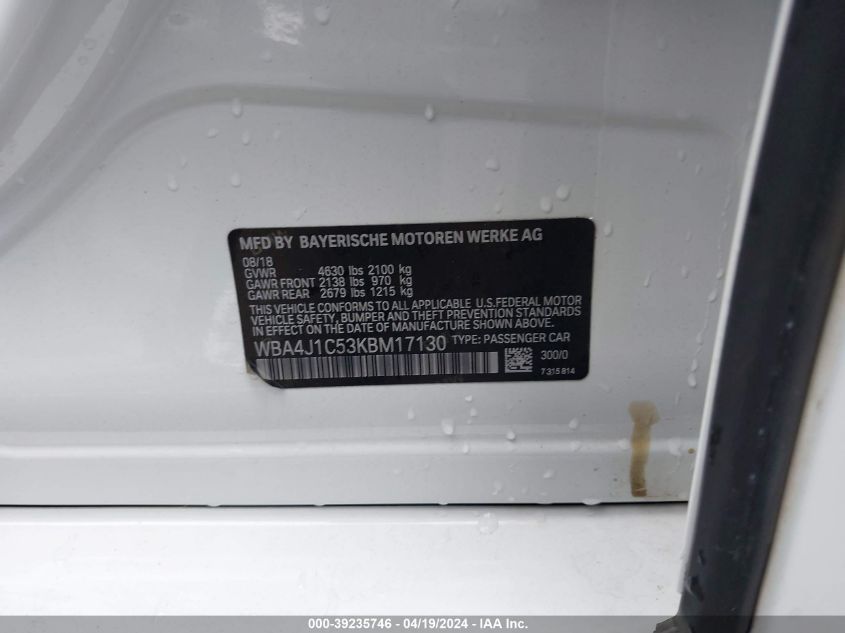 MFD BY BAYERISCHE MOTOREN WERKE AG
08/18
GVWR 4630 lbs 2100 kg
GAWR FRONT 2138 lbs 970 kg
GAWR REAR 2679 lbs 1215 kg
THIS VEHICLE CONFORMS TO ALL APPLICABLE U.S.FEDERAL MOTOR
VEHICLE SAFETY, BUMPER AND THEFT PREVENTION STANDARDS
IN EFFECT ON THE DATE OF MANUFACTURE SHOWN ABOVE.
WBA4J1C53KBM17130 TYPE: PASSENGER CAR
300/0
7315814
000-39235746 - 04/19/2024 - IAA Inc.